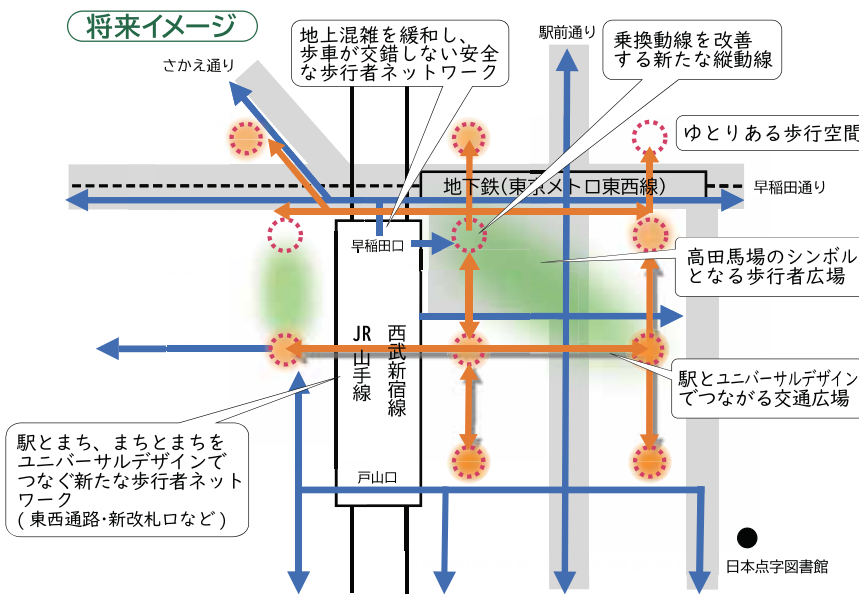 将来イメージ
さかえ通り
地上混雑を緩和し、
歩車が交錯しない安全
な歩行者ネットワーク
駅前通り
乗換動線を改善
する新たな縦動線
ゆとりある歩行空間
地下鉄(東京メトロ東西線)
早稲田通り
早稲田口
高田馬場のシンボル
となる歩行者広場
JR山手線
西武新宿線
駅とユニバーサルデザイン
でつながる交通広場
駅とまち、まちとまちを
ユニバーサルデザインで
つなぐ新たな歩行者ネット
ワーク
(東西通路・新改札口など)
戸山口
日本点字図書館